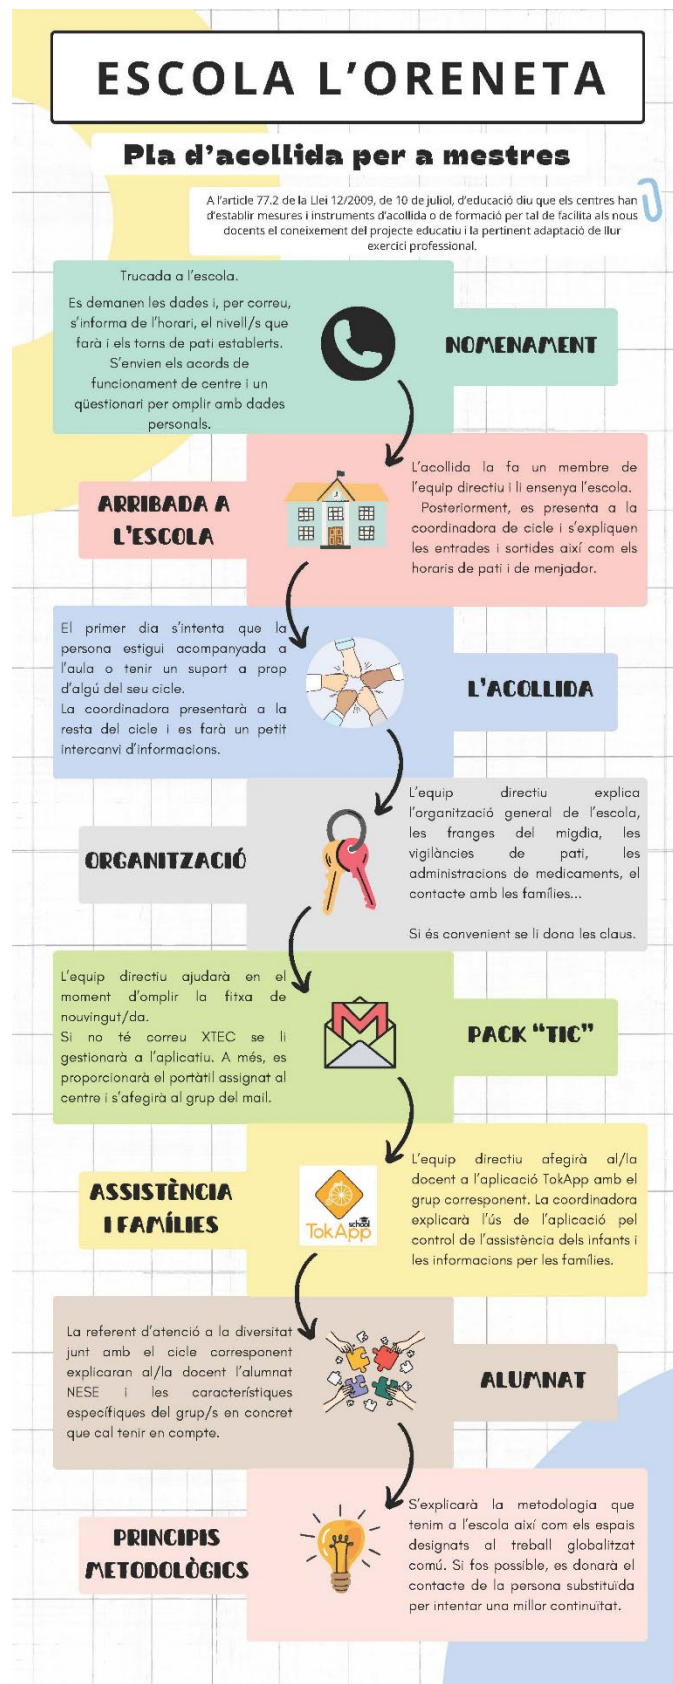 ESCOLA L'ORENETA
Pla d'acollida per a mestres
A l'article 77.2 de la Llei 12/2009, de 10 de juliol, d'educació diu que els centres han
d'establir mesures i instruments d'acollida o de formació per tal de facilita als nous
docents el coneixement del projecte educatiu i la pertinent adaptació de llur
exercici professional.
Trucada a l'escola.
Es demanen les dades i, per correu,
s'informa de l'horari, el nivell/s que
farà i els torns de pati establerts.
S'envien els acords de
funcionament de centre i un
qüestionari per omplir amb dades
personals.
NOMENAMENT
ARRIBADA A
L'ESCOLA
L'acollida la fa un membre de
l'equip directiu i li ensenya l'escola.
Posteriorment, es presenta a la
coordinadora de cicle i s'expliquen
les entrades i sortides així com els
horaris de pati i de menjador.
El primer dia s'intenta que la
persona estigui acompanyada a
l'aula o tenir un suport a prop
d'algú del seu cicle.
La coordinadora presentarà a la
resta del cicle i es farà un petit
intercanvi d'informacions.
L'ACOLLIDA
ORGANITZACIÓ
L'equip directiu explica
l'organització general de l'escola,
les franges del migdia, les
vigilàncies de pati, les
administracions de medicaments, el
contacte amb les famílies...
Si és convenient se li dona les claus.
L'equip directiu ajudarà en el
moment d'omplir la fitxa de
nouvingut/da.
Si no té correu XTEC se li
gestionarà a l'aplicatiu. A més, es
proporcionarà el portàtil assignat al
centre i s'afegirà al grup del mail.
PACK "TIC"
ASSISTÈNCIA
I FAMÍLIES
TokApp
school
L'equip directiu afegirà al/la
docent a l'aplicació TokApp amb el
grup corresponent. La coordinadora
explicarà l'ús de l'aplicació pel
control de l'assistència dels infants i
les informacions per les famílies.
La referent d'atenció a la diversitat
junt amb el cicle corresponent
explicaran al/la docent l'alumnat
NESE i les característiques
específiques del grup/s en concret
que cal tenir en compte.
ALUMNAT
PRINCIPIS
METODOLÒGICS
S'explicarà la metodologia que
tenim a l'escola així com els espais
designats al treball globalitzat
comú. Si fos possible, es donarà el
contacte de la persona substituïda
per intentar una millor continuïtat.